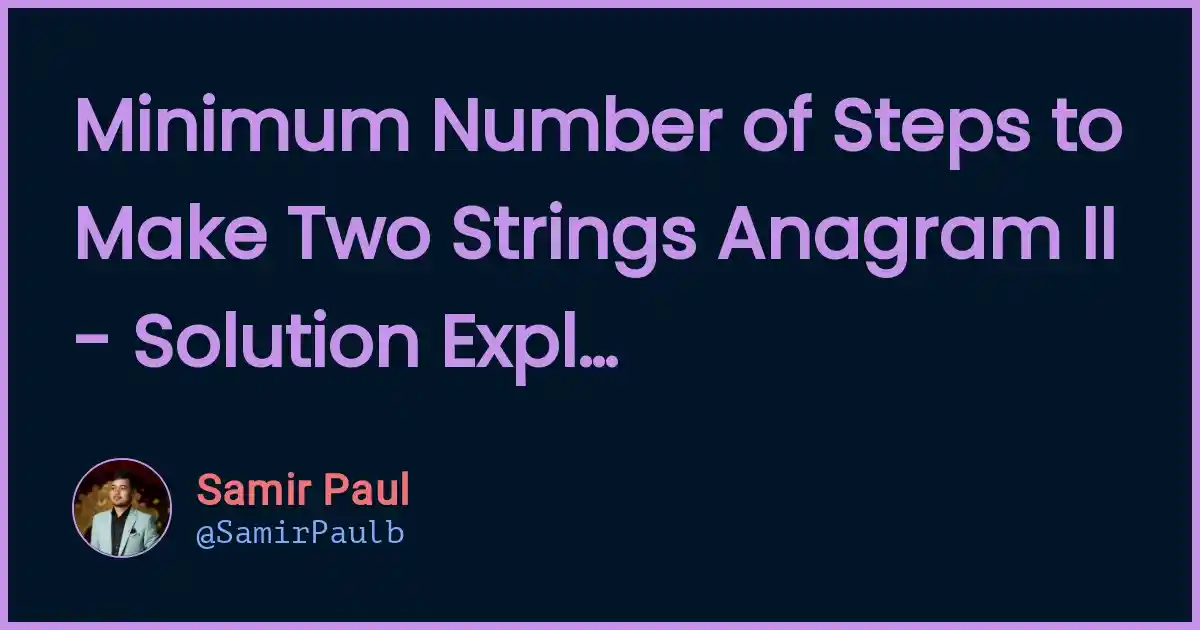 Minimum Number of Steps to
Make Two Strings Anagram II
- Solution Expl...
Samir Paul
@SamirPaulb